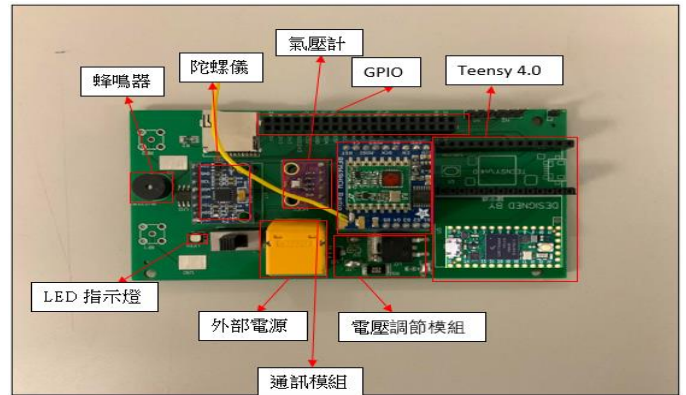 氣壓計
陀螺儀
GPIO
Teensy 4.0
蜂鳴器
DESIGNED BY
LED 指示燈
外部電源
電壓調節模組
通訊模組